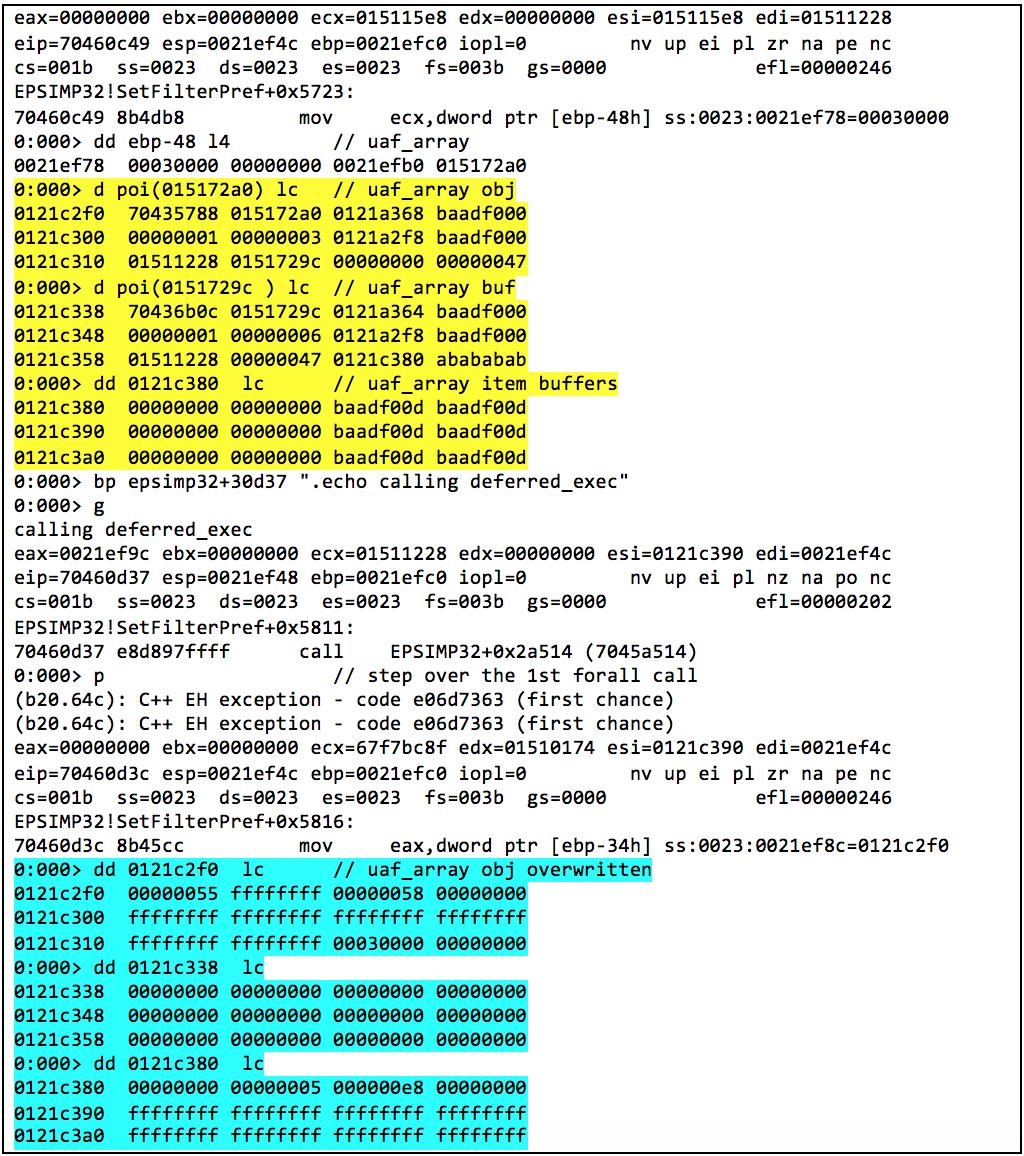 eax=00000000 ebx=00000000 ecx=015115e8 edx=00000000 esi=015115e8 edi=01511228
eip=70460c49 esp=0021ef4c ebp=0021efc0 iopl=0 nv up ei pl zr na pe nc
cs=001b ss=0023 ds=0023 es=0023 fs=003b gs=0000 efl=00000246
EPSIMP32!SetFilterPref+0x5723:
70460c49 8b4db8 mov ecx,dword ptr [ebp-48h] ss:0023:0021ef78=00030000
0:000> dd ebp-48 l4 // uaf_array
0021ef78 00030000 00000000 0021efb0 015172a0
0:000> d poi(015172a0) lc // uaf_array obj
0121c2f0 70435788 015172a0 0121a368 baadf000
0121c300 00000001 00000003 0121a2f8 baadf000
0121c310 01511228 0151729c 00000000 00000047
0:000> d poi(0151729c ) lc // uaf_array buf
0121c338 70436b0c 0151729c 0121a364 baadf000
0121c348 00000001 00000006 0121a2f8 baadf000
0121c358 01511228 00000047 0121c380 abababab
0:000> dd 0121c380 lc // uaf_array item buffers
0121c380 00000000 00000000 baadf00d baadf00d
0121c390 00000000 00000000 baadf00d baadf00d
0121c3a0 00000000 00000000 baadf00d baadf00d
0:000> bp epsimp32+30d37 ".echo calling deferred_exec"
0:000> g
calling deferred_exec
eax=0021ef9c ebx=00000000 ecx=01511228 edx=00000000 esi=0121c390 edi=0021ef4c
eip=70460d37 esp=0021ef48 ebp=0021efc0 iopl=0 nv up ei pl nz na po nc
cs=001b ss=0023 ds=0023 es=0023 fs=003b gs=0000 efl=00000202
EPSIMP32!SetFilterPref+0x5811:
70460d37 e8d897ffff call EPSIMP32+0x2a514 (7045a514)
0:000> p // step over the 1st forall call
(b20.64c): C++ EH exception - code e06d7363 (first chance)
(b20.64c): C++ EH exception - code e06d7363 (first chance)
eax=00000000 ebx=00000000 ecx=67f7bc8f edx=01510174 esi=0121c390 edi=0021ef4c
eip=70460d3c esp=0021ef4c ebp=0021efc0 iopl=0 nv up ei pl zr na pe nc
cs=001b ss=0023 ds=0023 es=0023 fs=003b gs=0000 efl=00000246
EPSIMP32!SetFilterPref+0x5816:
70460d3c 8b45cc mov eax,dword ptr [ebp-34h] ss:0023:0021ef8c=0121c2f0
0:000> dd 0121c2f0 lc // uaf_array obj overwritten
0121c2f0 00000055 ffffffff 00000058 00000000
0121c300 ffffffff ffffffff ffffffff ffffffff
0121c310 ffffffff ffffffff 00030000 00000000
0:000> dd 0121c338 lc
0121c338 00000000 00000000 00000000 00000000
0121c348 00000000 00000000 00000000 00000000
0121c358 00000000 00000000 00000000 00000000
0:000> dd 0121c380 lc
0121c380 00000000 00000005 000000e8 00000000
0121c390 ffffffff ffffffff ffffffff ffffffff
0121c3a0 ffffffff ffffffff ffffffff ffffffff